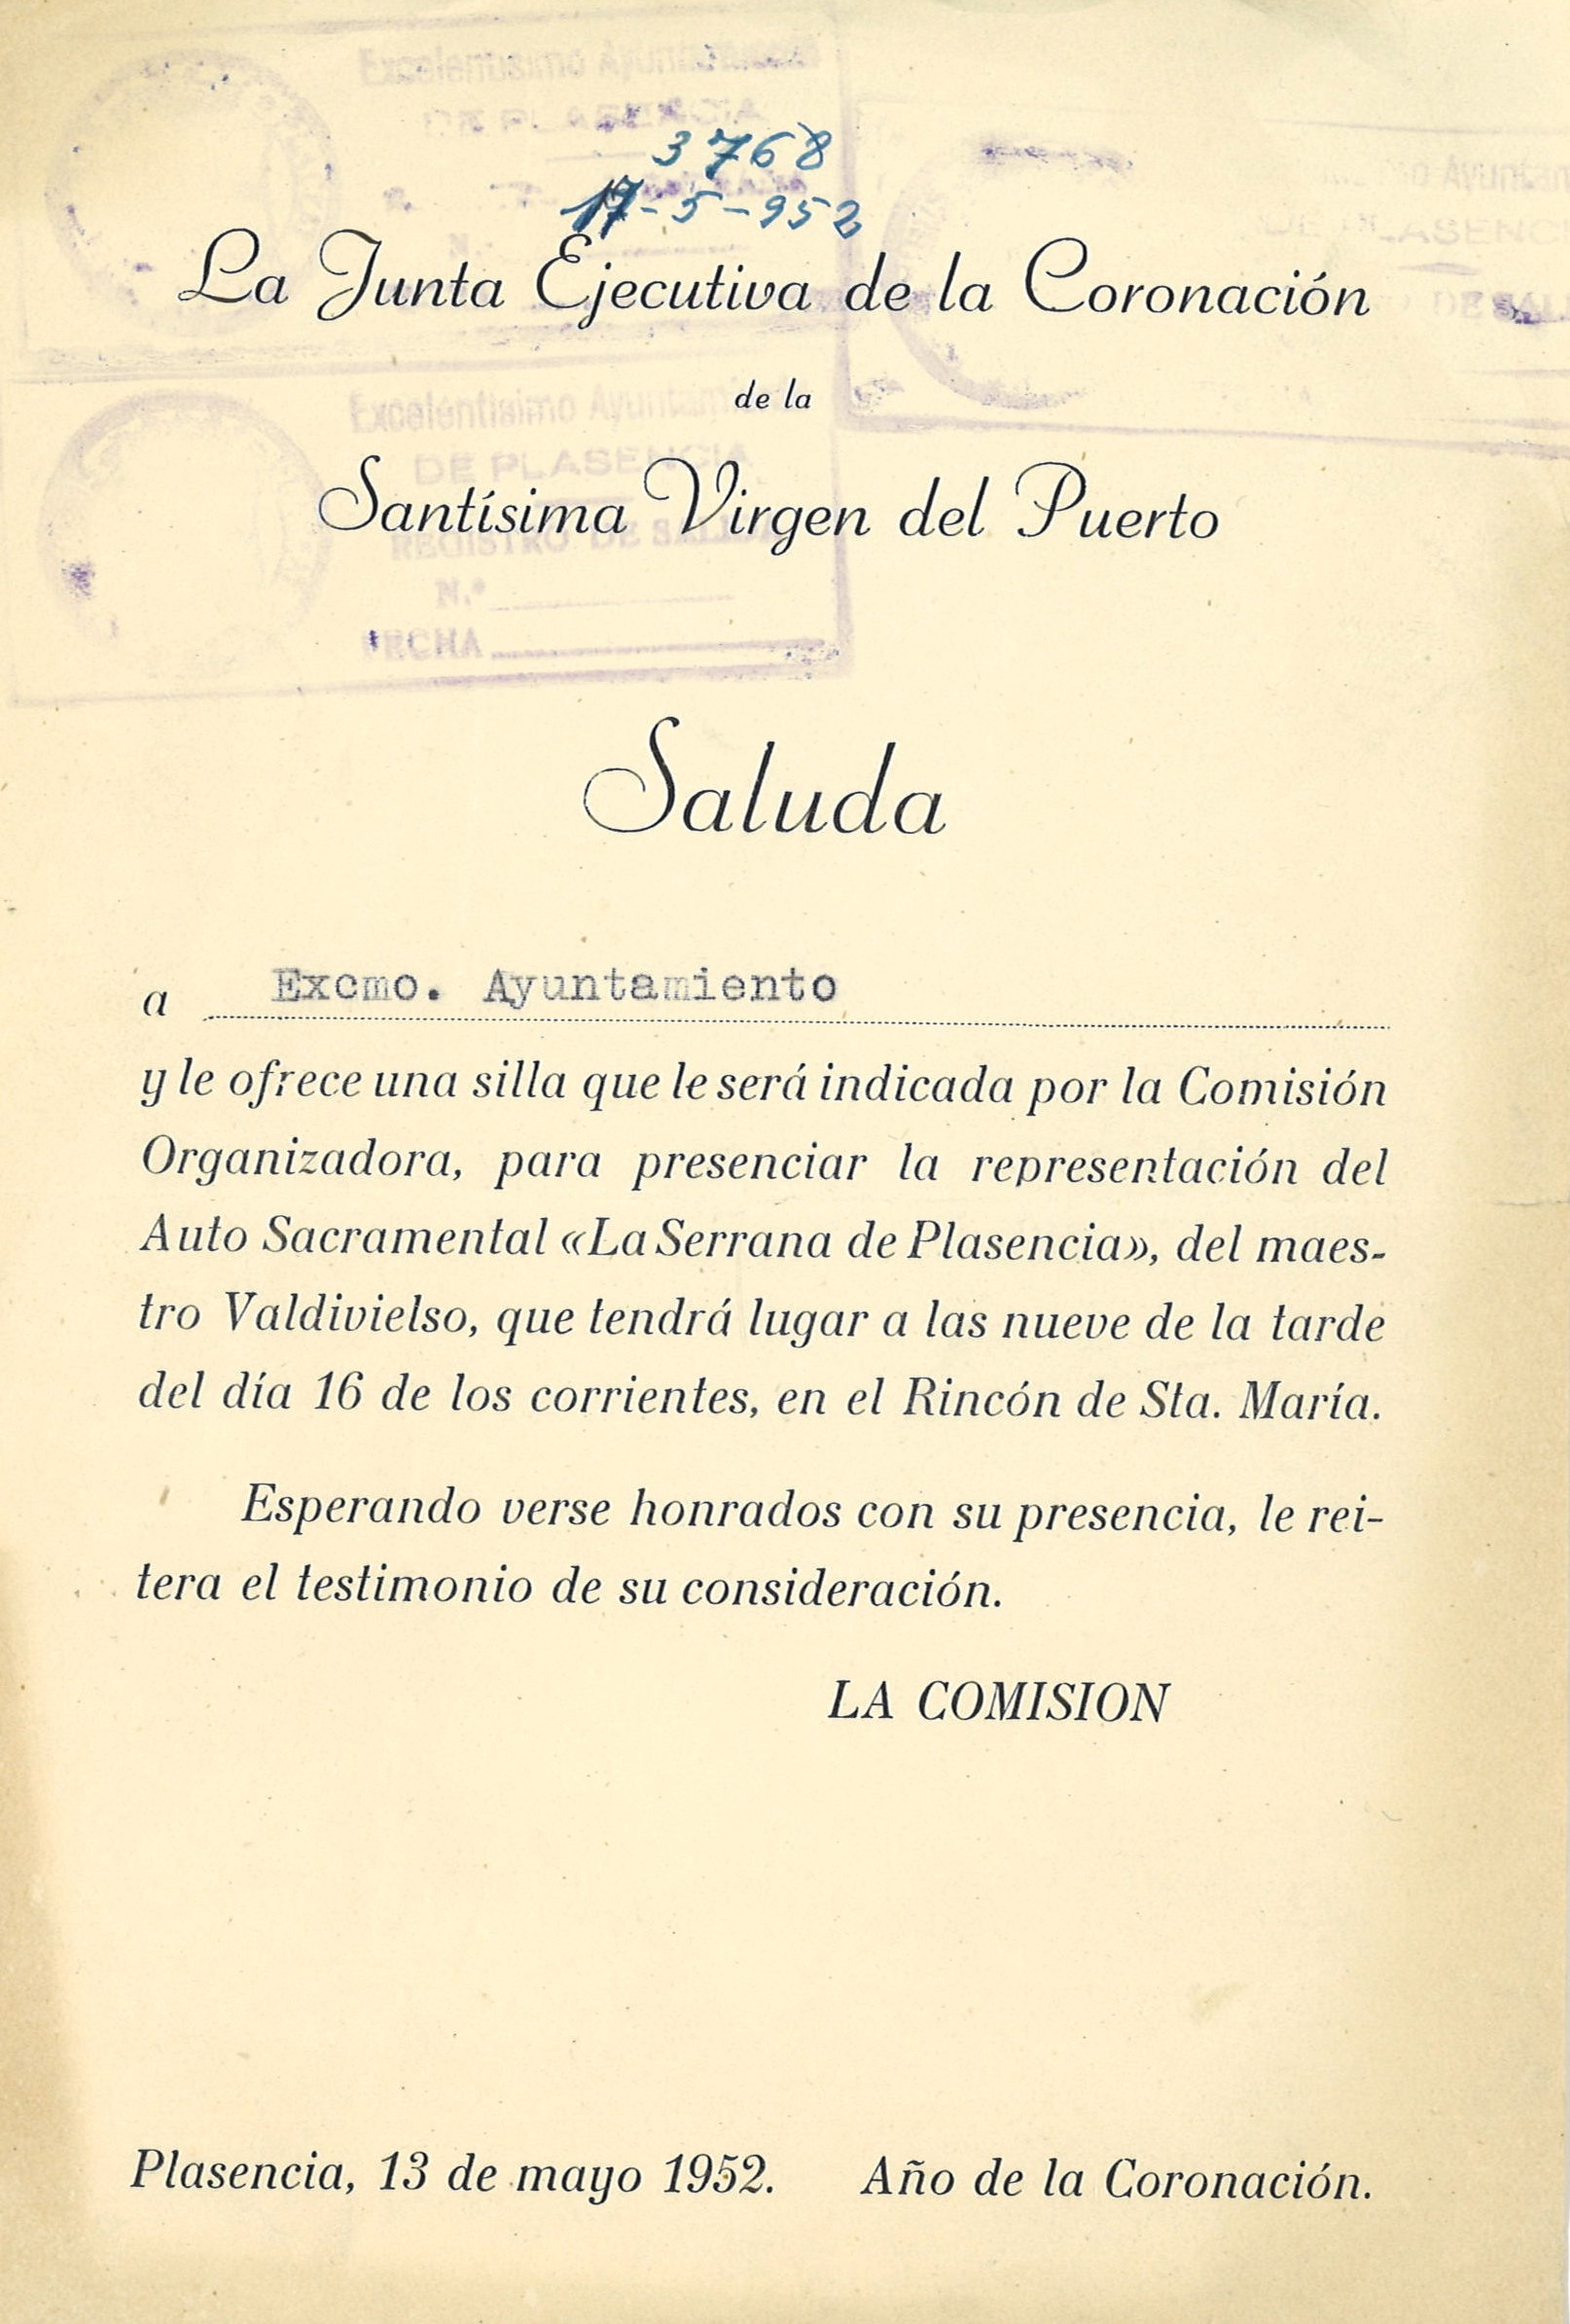 Excelentísimo Ayuntamiento
DE PLASENCIA
3768
17-5-952
La Junta Ejecutiva de la Coronación
de la
Excelentísimo
DE PLASENCIA
Santísima Virgen del Puerto
REGISTRO DE SALIDA
N.º
FECHA
Saluda
a Excmo. Ayuntamiento
y le ofrece una silla que le será indicada por la Comisión
Organizadora, para presenciar la representación del
Auto Sacramental «La Serrana de Plasencia», del maes-
tro Valdivielso, que tendrá lugar a las nueve de la tarde
del día 16 de los corrientes, en el Rincón de Sta. María.
Esperando verse honrados con su presencia, le rei-
tera el testimonio de su consideración.
LA COMISION
Plasencia, 13 de mayo 1952. Año de la Coronación.